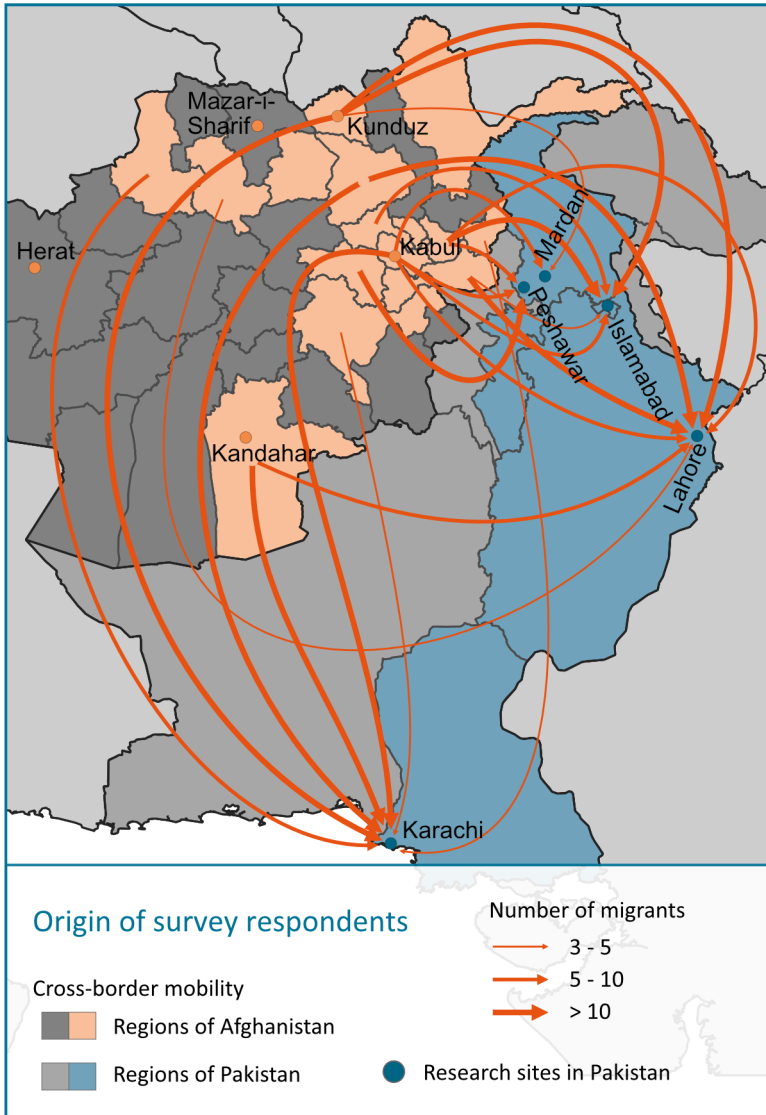 Mazar-ı-
Sharif
Kunduz
Herat
Kabul
Mardan
Peshawar
Islamabad
Kandahar
Lahore
Karachi
Origin of survey respondents
Cross-border mobility
Regions of Afghanistan
Regions of Pakistan
Number of migrants
3 - 5
5 - 10
> 10
Research sites in Pakistan